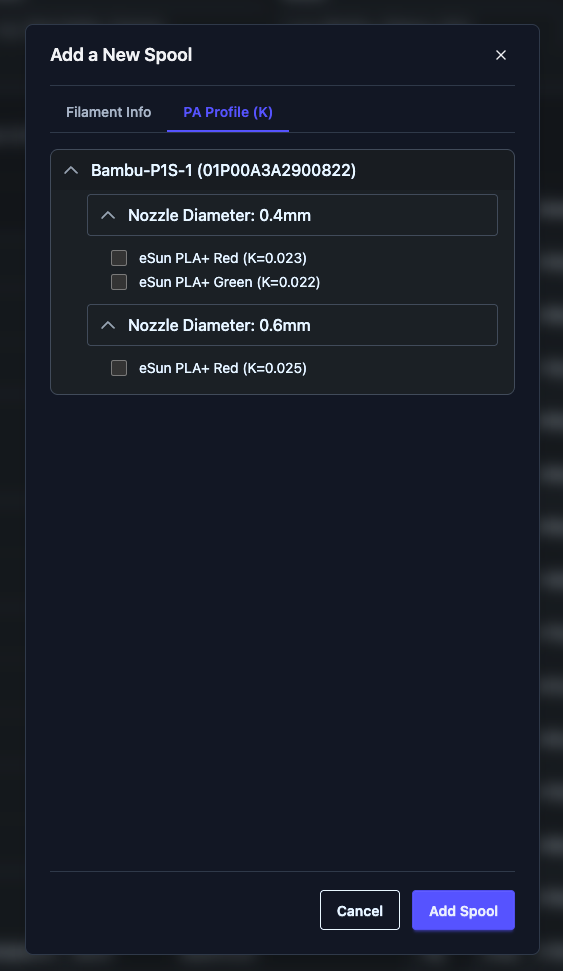 Add a New Spool
Filament Info PA Profile (K)
Bambu-P1S-1 (01P00A3A2900822)
Nozzle Diameter: 0.4mm
eSun PLA+ Red (K=0.023)
eSun PLA+ Green (K=0.022)
Nozzle Diameter: 0.6mm
eSun PLA+ Red (K=0.025)
Cancel Add Spool